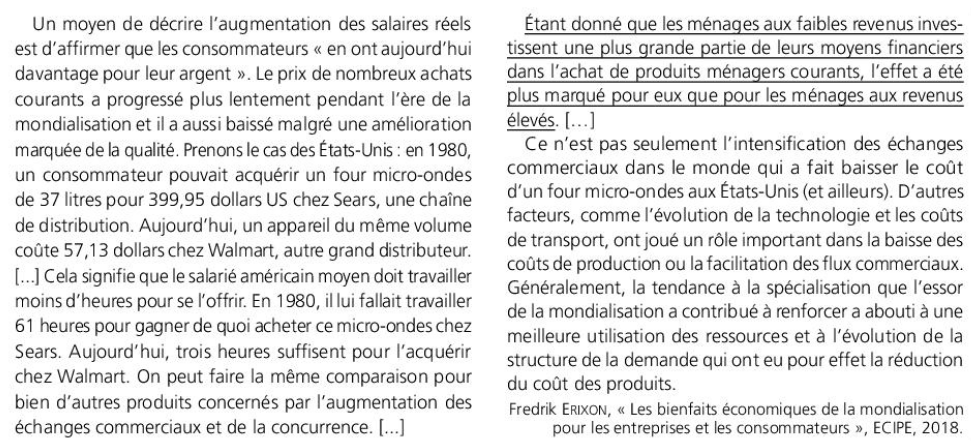 Un moyen de décrire l’augmentation des salaires réels
est d’affirmer que les consommateurs « en ont aujourd’hui
davantage pour leur argent ». Le prix de nombreux achats
courants a progressé plus lentement pendant l’ère de la
mondialisation et il a aussi baissé malgré une amélioration
marquée de la qualité. Prenons le cas des États-Unis : en 1980,
un consommateur pouvait acquérir un four micro-ondes
de 37 litres pour 399,95 dollars US chez Sears, une chaîne
de distribution. Aujourd’hui, un appareil du même volume
coûte 57,13 dollars chez Walmart, autre grand distributeur.
[...] Cela signifie que le salarié américain moyen doit travailler
moins d’heures pour se l’offrir. En 1980, il lui fallait travailler
61 heures pour gagner de quoi acheter ce micro-ondes chez
Sears. Aujourd’hui, trois heures suffisent pour l’acquérir
chez Walmart. On peut faire la même comparaison pour
bien d’autres produits concernés par l’augmentation des
échanges commerciaux et de la concurrence. [...]
Étant donné que les ménages aux faibles revenus inves-
tissent une plus grande partie de leurs moyens financiers
dans l’achat de produits ménagers courants, l’effet a été
plus marqué pour eux que pour les ménages aux revenus
élevés. [...]
Ce n’est pas seulement l’intensification des échanges
commerciaux dans le monde qui a fait baisser le coût
d’un four micro-ondes aux États-Unis (et ailleurs). D’autres
facteurs, comme l’évolution de la technologie et les coûts
de transport, ont joué un rôle important dans la baisse des
coûts de production ou la facilitation des flux commerciaux.
Généralement, la tendance à la spécialisation que l’essor
de la mondialisation a contribué à renforcer a abouti à une
meilleure utilisation des ressources et à l’évolution de la
structure de la demande qui ont eu pour effet la réduction
du coût des produits.
Fredrik ERIXON, « Les bienfaits économiques de la mondialisation
pour les entreprises et les consommateurs », ECIPE, 2018.